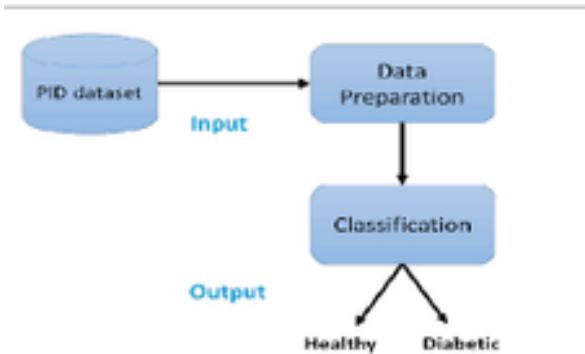 PID dataset
Input
Data
Preparation
Classification
Output
Healthy
Diabetic